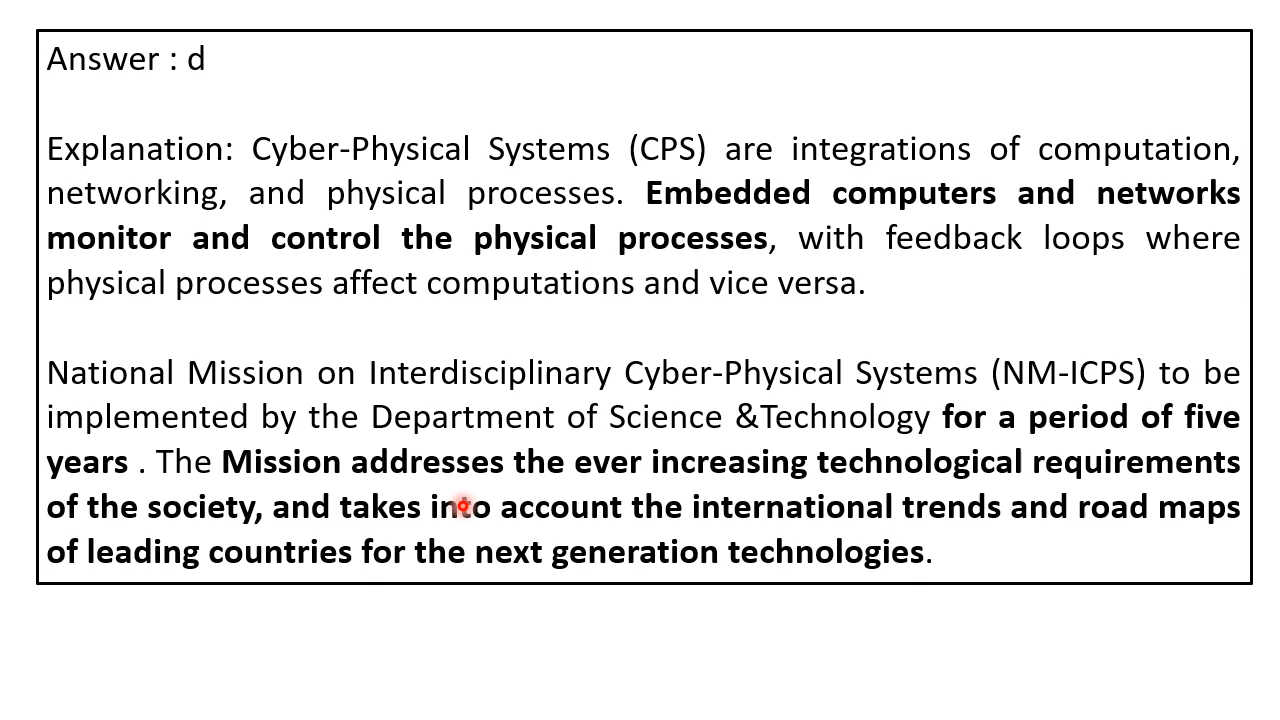 Answer : d
Explanation: Cyber-Physical Systems (CPS) are integrations of computation,
networking, and physical processes. Embedded computers and networks
monitor and control the physical processes, with feedback loops where
physical processes affect computations and vice versa.
National Mission on Interdisciplinary Cyber-Physical Systems (NM-ICPS) to be
implemented by the Department of Science &Technology for a period of five
years . The Mission addresses the ever increasing technological requirements
of the society, and takes into account the international trends and road maps
of leading countries for the next generation technologies.